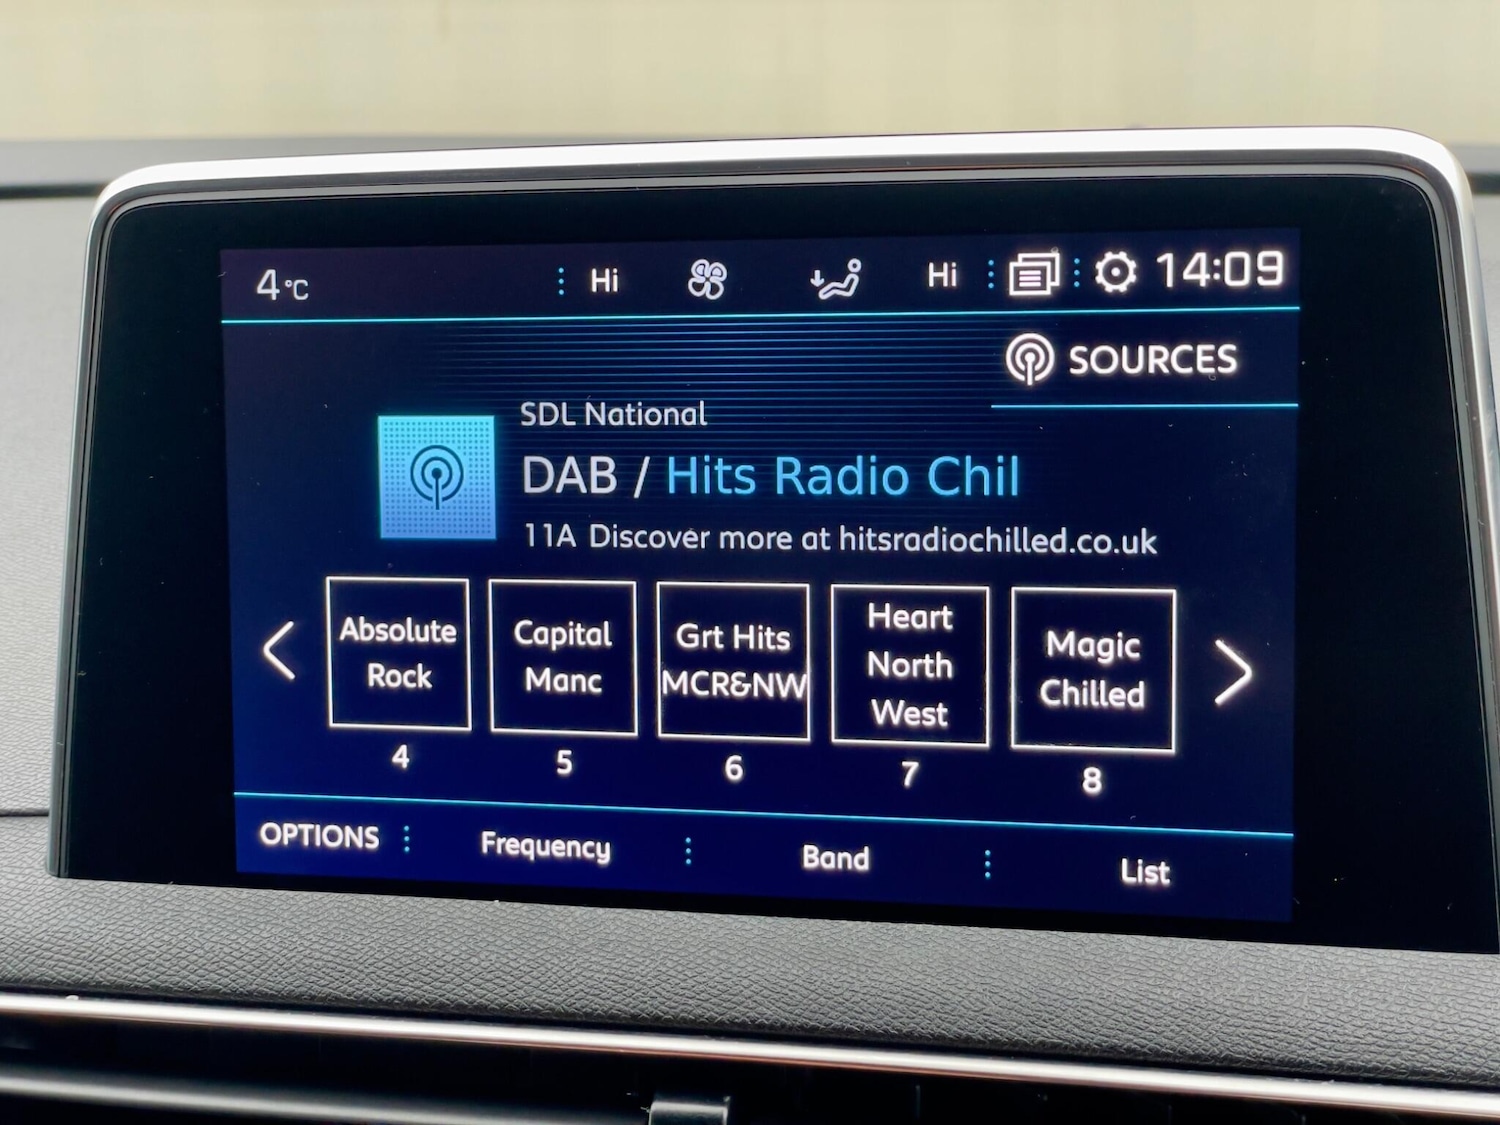 4°C Hi Hi 14:09
SOURCES
SDL National
DAB / Hits Radio Chil
11A Discover more at hitsradiochilled.co.uk
Absolute
Rock
4
Capital
Manc
5
Grt Hits
MCR&NW
6
Heart
North
West
7
Magic
Chilled
8
OPTIONS Frequency Band List